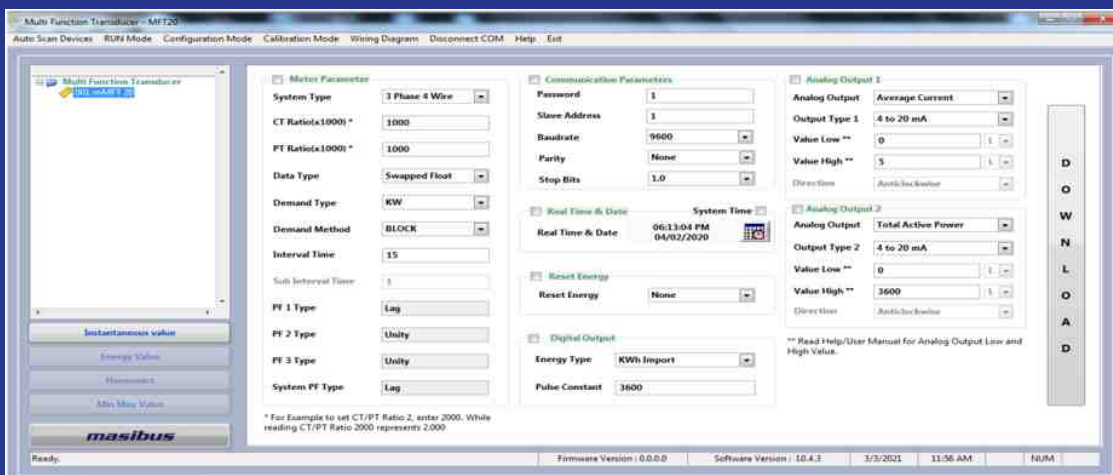 Multi Function Transducer - MFT20
Auto Scan Devices RUN Mode Configuration Mode Calibration Mode Wiring Diagram Disconnect COM Help Exit
Multi Function Transducer
001 mMFT 20
Instantaneous value
Energy Value
Harmonics
Min Max Value
masibus
Meter Parameter
System Type 3 Phase 4 Wire
CT Ratio(x1000) * 1000
PT Ratio(x1000) * 1000
Data Type Swapped Float
Demand Type KW
Demand Method BLOCK
Interval Time 15
Sub Interval Time 1
PF 1 Type Lag
PF 2 Type Unity
PF 3 Type Unity
System PF Type Lag
* For Example to set CT/PT Ratio 2, enter 2000. While
reading CT/PT Ratio 2000 represents 2.000
Communication Parameters
Password 1
Slave Address 1
Baudrate 9600
Parity None
Stop Bits 1.0
Real Time & Date System Time
Real Time & Date 06:13:04 PM
04/02/2020
Reset Energy
Reset Energy None
Digital Output
Energy Type KWh Import
Pulse Constant 3600
Analog Output 1
Analog Output Average Current
Output Type 1 4 to 20 mA
Value Low ** 0
Value High ** 5
Direction Anticlockwise
Analog Output 2
Analog Output Total Active Power
Output Type 2 4 to 20 mA
Value Low ** 0
Value High ** 3600
Direction Anticlockwise
** Read Help/User Manual for Analog Output Low and
High Value.
DOWNLOAD
Ready. Firmware Version : 0.0.0.0 Software Version : 10.4.3 3/3/2021 11:56 AM NUM